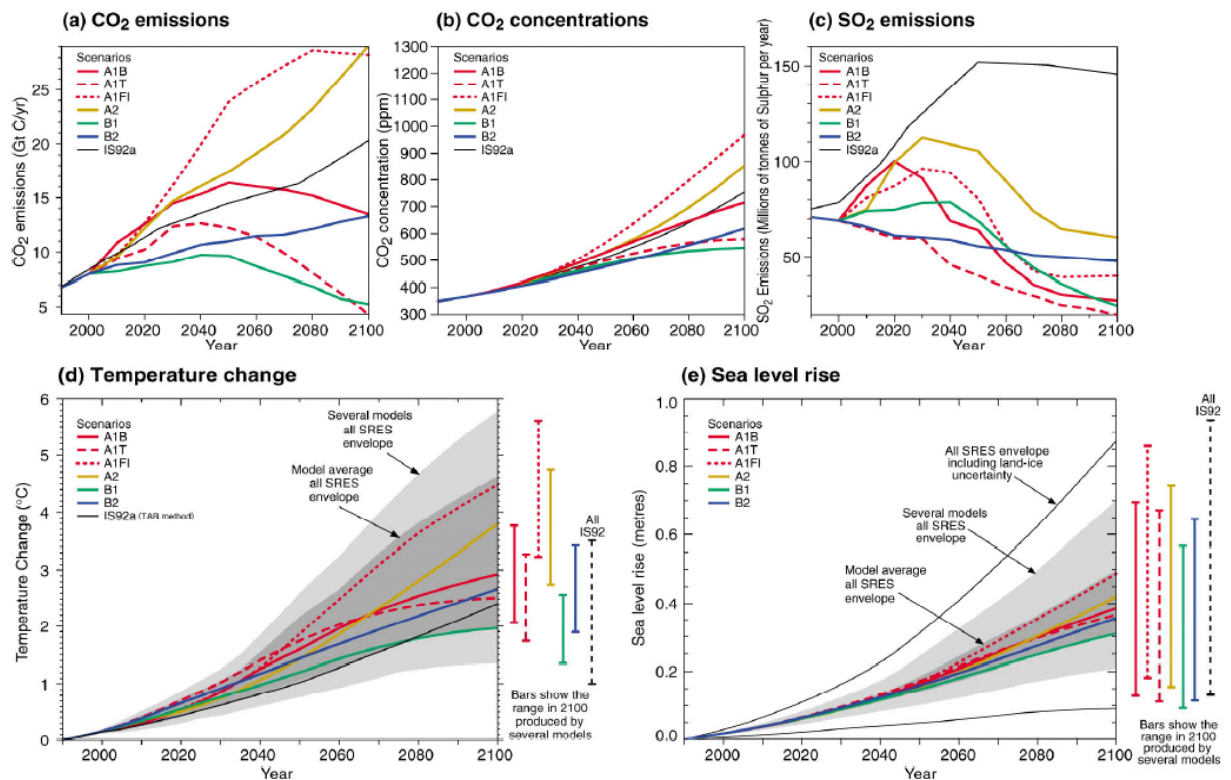 (a) CO2 emissions
CO2 emissions (Gt C/yr)
25
20
15
10
5
Scenarios
A1B
A1T
A1FI
A2
B1
B2
IS92a
2000 2020 2040 2060 2080 2100
Year
(b) CO2 concentrations
CO2 concentration (ppm)
1300
1200
1100
1000
900
800
700
600
500
400
300
Scenarios
A1B
A1T
A1FI
A2
B1
B2
IS92a
2000 2020 2040 2060 2080 2100
Year
(c) SO2 emissions
SO2 Emissions (Millions of tonnes of Sulphur per year)
150
100
50
Scenarios
A1B
A1T
A1FI
A2
B1
B2
IS92a
2000 2020 2040 2060 2080 2100
Year
(d) Temperature change
Temperature Change (°C)
6
5
4
3
2
1
0
Scenarios
A1B
A1T
A1FI
A2
B1
B2
IS92a (TAR method)
Several models
all SRES
envelope
Model average
all SRES
envelope
2000 2020 2040 2060 2080 2100
Year
All
IS92
Bars show the
range in 2100
produced by
several models
(e) Sea level rise
Sea level rise (metres)
1.0
0.8
0.6
0.4
0.2
0.0
Scenarios
A1B
A1T
A1FI
A2
B1
B2
All SRES envelope
including land-ice
uncertainty
Several models
all SRES
envelope
Model average
all SRES
envelope
2000 2020 2040 2060 2080 2100
Year
All
IS92
Bars show the
range in 2100
produced by
several models